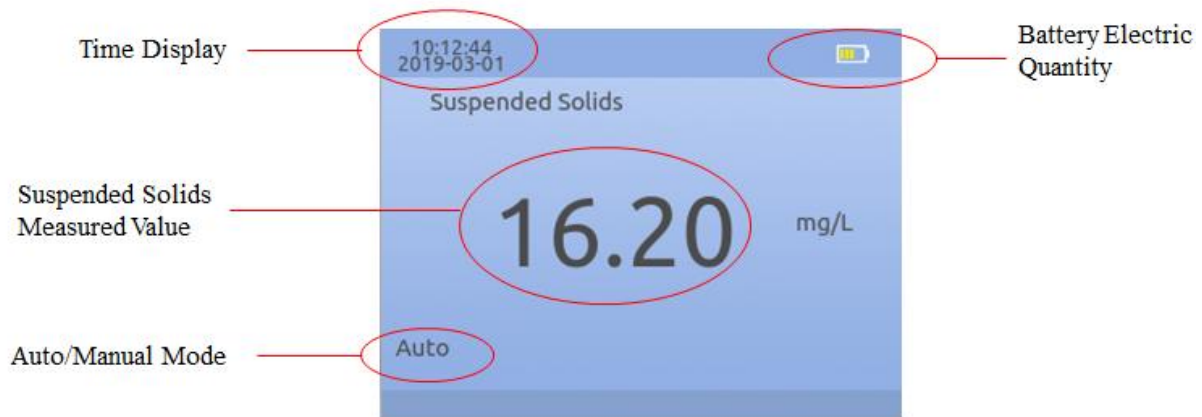 Time Display
10:12:44
2019-03-01
Battery Electric
Quantity
Suspended Solids
Suspended Solids
Measured Value
16.20
mg/L
Auto/Manual Mode
Auto